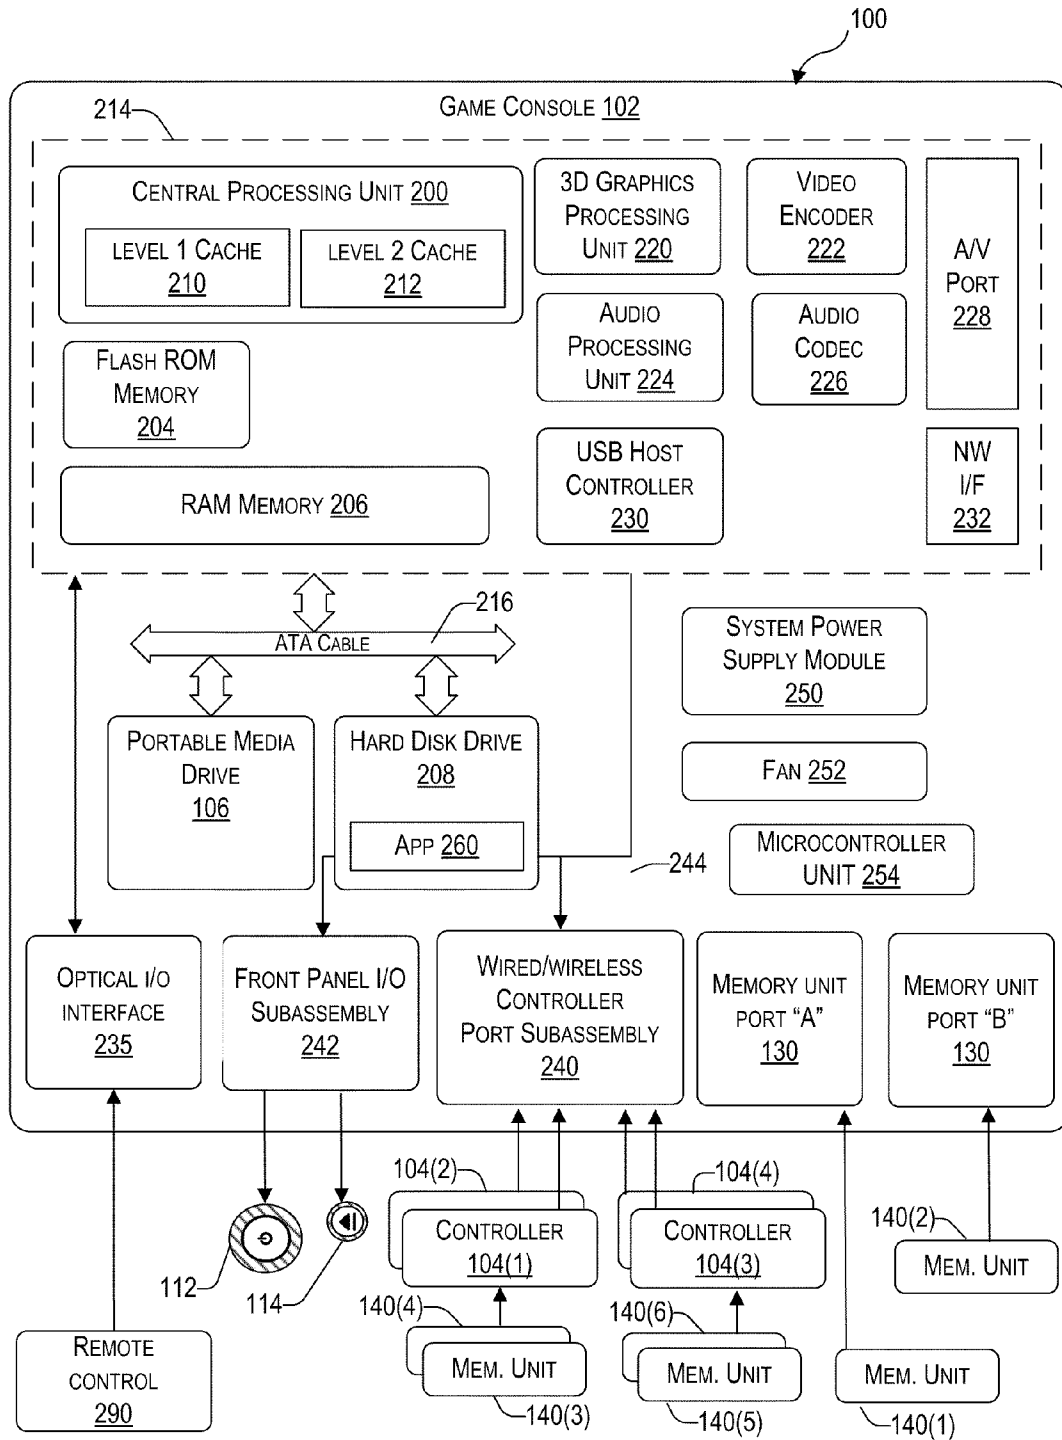 100
GAME CONSOLE 102
214
CENTRAL PROCESSING UNIT 200
LEVEL 1 CACHE
210
LEVEL 2 CACHE
212
3D GRAPHICS
PROCESSING
UNIT 220
VIDEO
ENCODER
222
A/V
PORT
228
AUDIO
PROCESSING
UNIT 224
AUDIO
CODEC
226
FLASH ROM
MEMORY
204
RAM MEMORY 206
USB HOST
CONTROLLER
230
NW
I/F
232
216
ATA CABLE
SYSTEM POWER
SUPPLY MODULE
250
PORTABLE MEDIA
DRIVE
106
HARD DISK DRIVE
208
APP 260
FAN 252
244
MICROCONTROLLER
UNIT 254
OPTICAL I/O
INTERFACE
235
FRONT PANEL I/O
SUBASSEMBLY
242
WIRED/WIRELESS
CONTROLLER
PORT SUBASSEMBLY
240
MEMORY UNIT
PORT "A"
130
MEMORY UNIT
PORT "B"
130
104(2)
CONTROLLER
104(1)
104(4)
CONTROLLER
104(3)
140(2)
MEM. UNIT
112
114
140(4)
MEM. UNIT
140(3)
140(6)
MEM. UNIT
140(5)
MEM. UNIT
140(1)
REMOTE
CONTROL
290